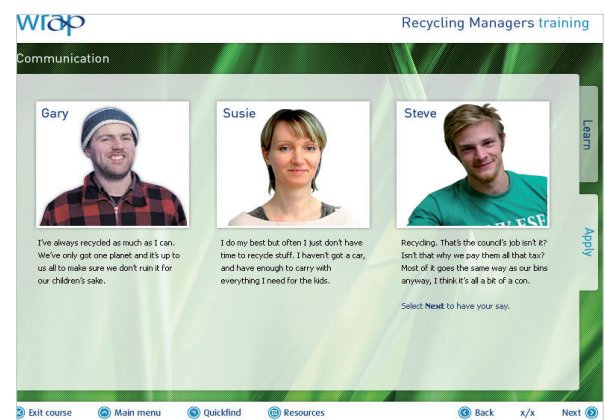 wrap
Recycling Managers training
Communication
Gary
Susie
Steve
I've always recycled as much as I can.
We've only got one planet and it's up to
us all to make sure we don't ruin it for
our children's sake.
I do my best but often I just don't have
time to recycle stuff. I haven't got a car,
and have enough to carry with
everything I need for the kids.
Recycling. That's the council's job isn't it?
Isn't that why we pay them all that tax?
Most of it goes the same way as our bins
anyway, I think it's all a bit of a con.
Select Next to have your say.
Learn
Apply
Exit course
Main menu
Quickfind
Resources
Back
x/x
Next